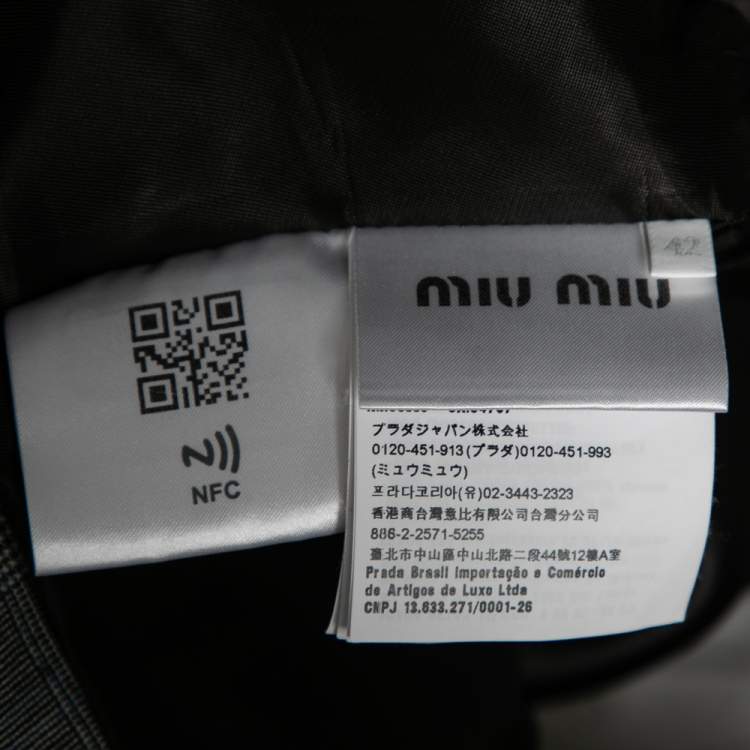 42
miu miu
NFC
プラダジャパン株式会社
0120-451-913(プラダ)0120-451-993
(ミュウミュウ)
프라다코리아(유)02-3443-2323
香港商台灣意比有限公司台灣分公司
886-2-2571-5255
臺北市中山區中山北路二段44號12樓A室
Prada Brasil Importação e Comércio
de Artigos de Luxo Ltda
CNPJ 13.633.271/0001-26